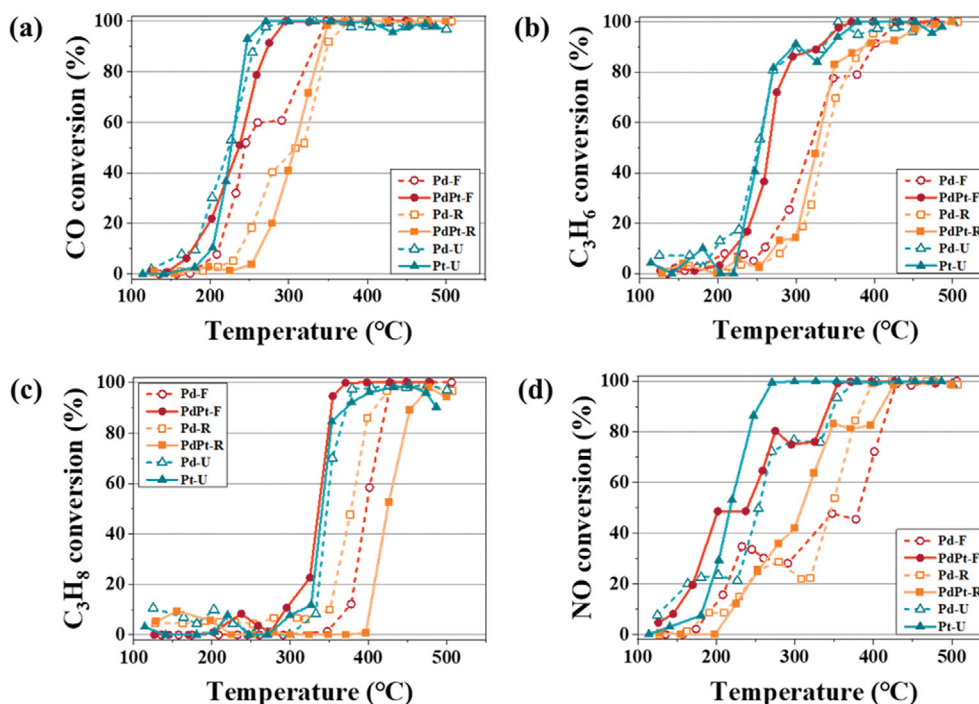 (a)
CO conversion (%)
100
80
60
40
20
0
Pd-F
PdPt-F
Pd-R
PdPt-R
Pd-U
Pt-U
100 200 300 400 500
Temperature (°C)
(b)
C₃H₆ conversion (%)
100
80
60
40
20
0
Pd-F
PdPt-F
Pd-R
PdPt-R
Pd-U
Pt-U
100 200 300 400 500
Temperature (°C)
(c)
C₃H₈ conversion (%)
100
80
60
40
20
0
Pd-F
PdPt-F
Pd-R
PdPt-R
Pd-U
Pt-U
100 200 300 400 500
Temperature (°C)
(d)
NO conversion (%)
100
80
60
40
20
0
Pd-F
PdPt-F
Pd-R
PdPt-R
Pd-U
Pt-U
100 200 300 400 500
Temperature (°C)